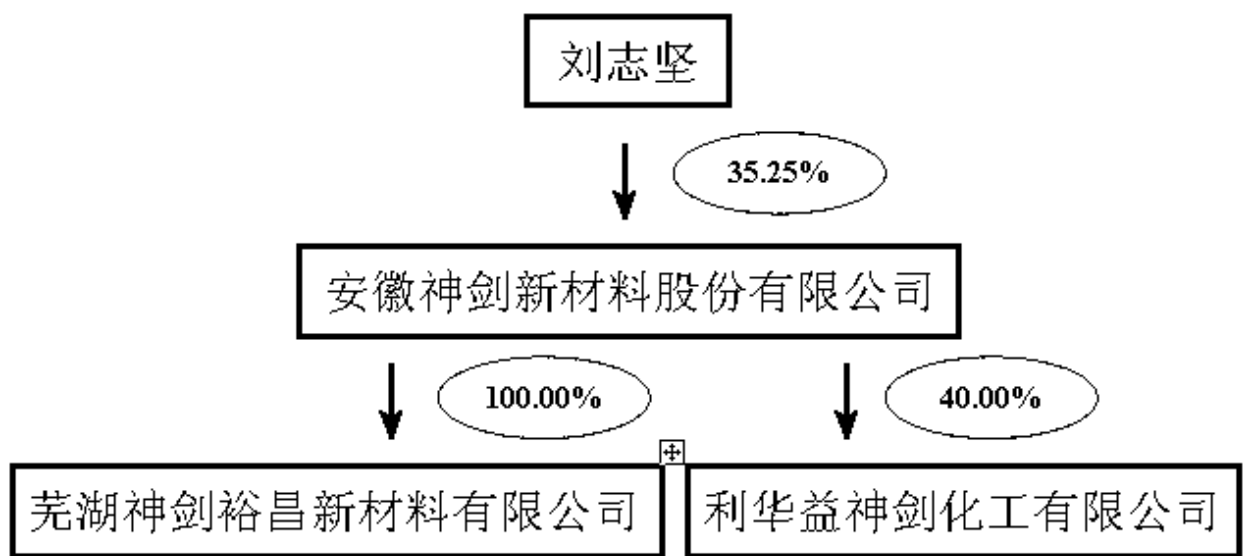 刘志坚
35.25%
安徽神剑新材料股份有限公司
100.00%
40.00%
芜湖神剑裕昌新材料有限公司
利华益神剑化工有限公司